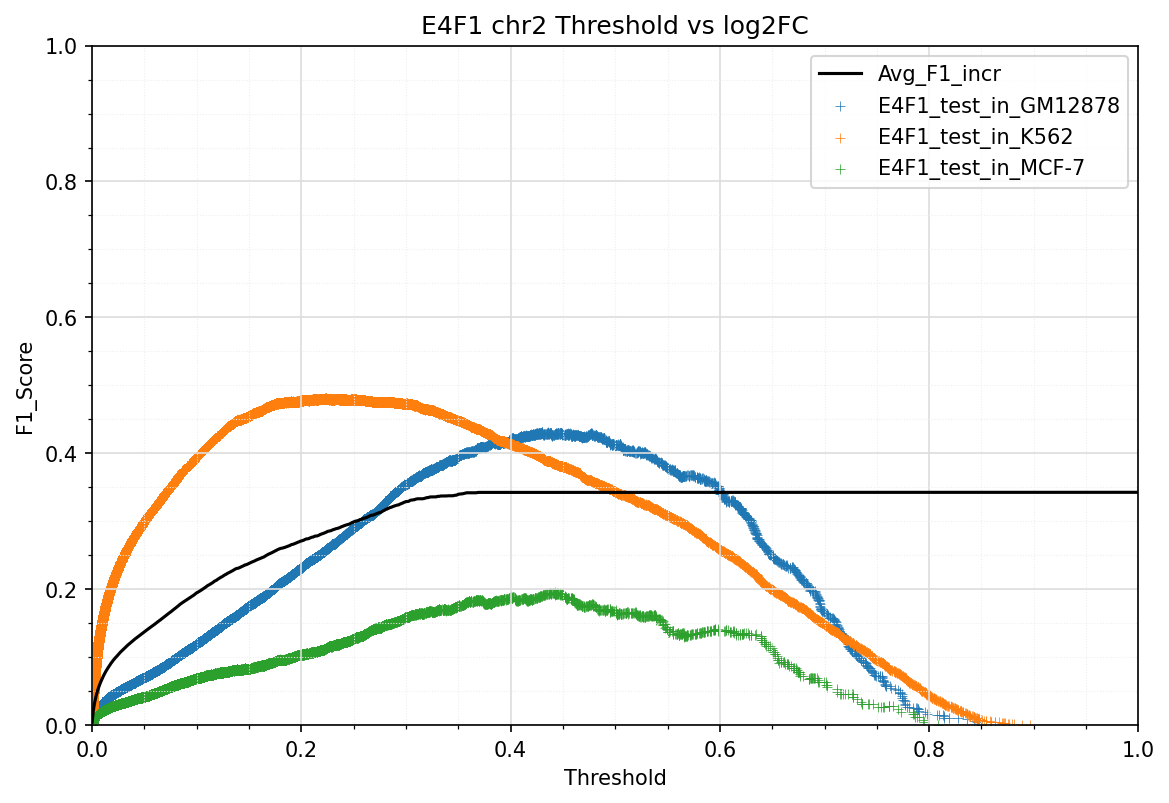 E4F1 chr2 Threshold vs log2FC
Avg_F1_incr
E4F1_test_in_GM12878
E4F1_test_in_K562
E4F1_test_in_MCF-7
1.0
0.8
0.6
0.4
0.2
0.0
F1_Score
0.0 0.2 0.4 0.6 0.8 1.0
Threshold